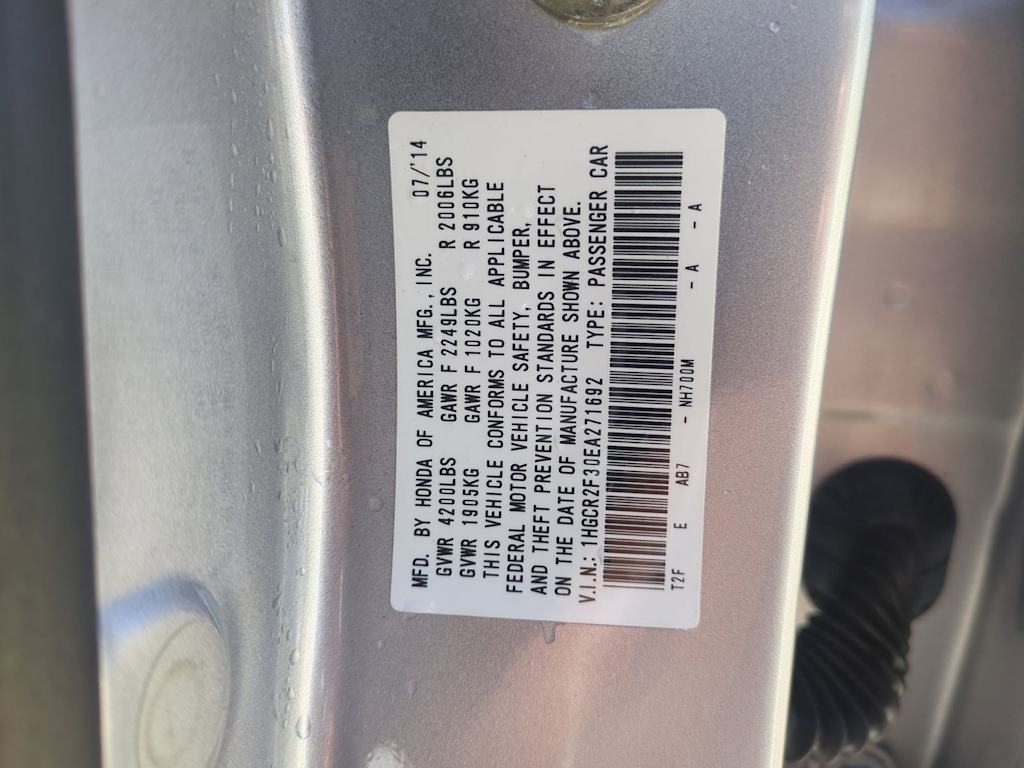 MFD. BY HONDA OF AMERICA MFG., INC. 07/'14
GVWR 4200LBS GAWR F 2249LBS R 2006LBS
GVWR 1905KG GAWR F 1020KG R 910KG
THIS VEHICLE CONFORMS TO ALL APPLICABLE
FEDERAL MOTOR VEHICLE SAFETY, BUMPER,
AND THEFT PREVENTION STANDARDS IN EFFECT
ON THE DATE OF MANUFACTURE SHOWN ABOVE.
V.I.N.: 1HGCR2F30EA271692 TYPE: PASSENGER CAR
T2F E AB7 - NH700M - A - A